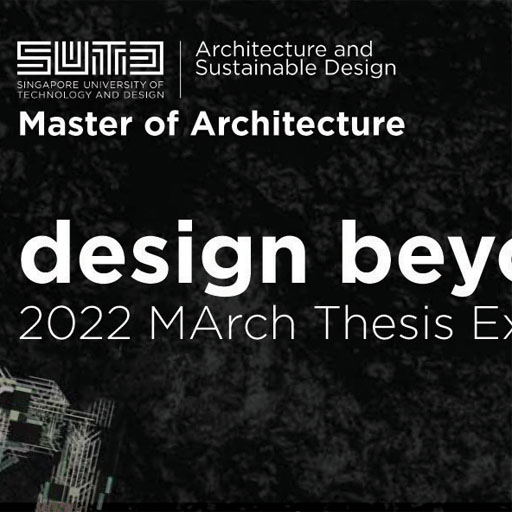 SUTD
SINGAPORE UNIVERSITY OF
TECHNOLOGY AND DESIGN
Architecture and
Sustainable Design
Master of Architecture
design beyo
2022 MArch Thesis Ex